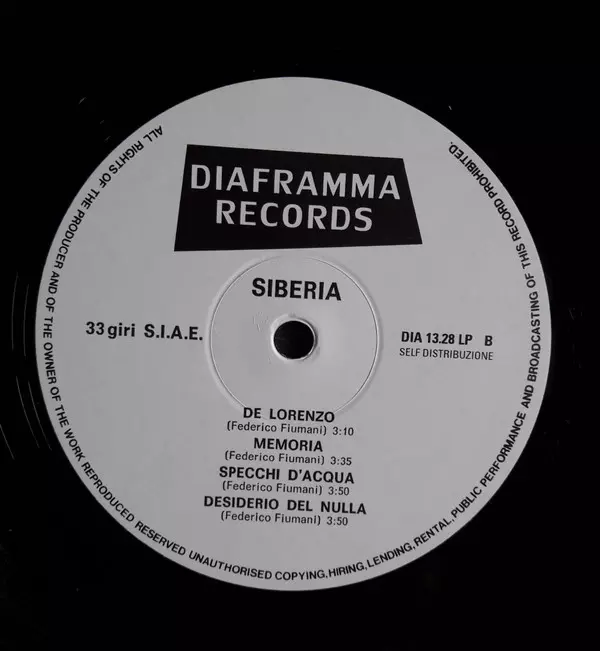 DIAFRAMMA
RECORDS
SIBERIA
33 giri S.I.A.E.
DIA 13.28 LP B
SELF DISTRIBUZIONE
DE LORENZO
(Federico Fiumani) 3:10
MEMORIA
(Federico Fiumani) 3:35
SPECCHI D'ACQUA
(Federico Fiumani) 3:50
DESIDERIO DEL NULLA
(Federico Fiumani) 3:50
ALL RIGHTS OF THE PRODUCER AND OF THE OWNER OF THE WORK REPRODUCED RESERVED UNAUTHORISED COPYING, HIRING, LENDING, RENTAL, PUBLIC PERFORMANCE AND BROADCASTING OF THIS RECORD PROHIBITED.